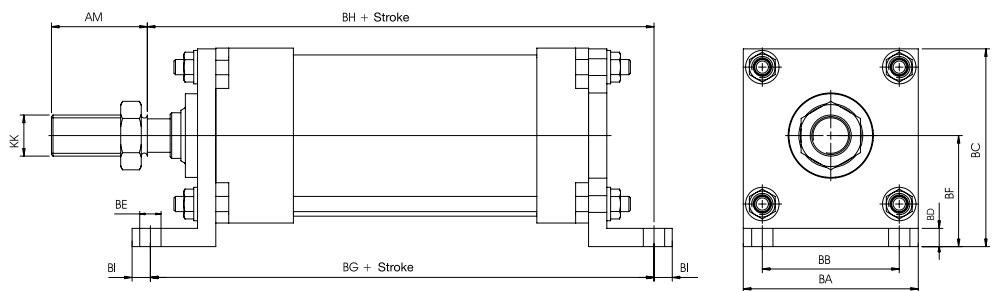 AM
BH + Stroke
KK
BE
BI
BG + Stroke
BI
BC
BF
BD
BB
BA